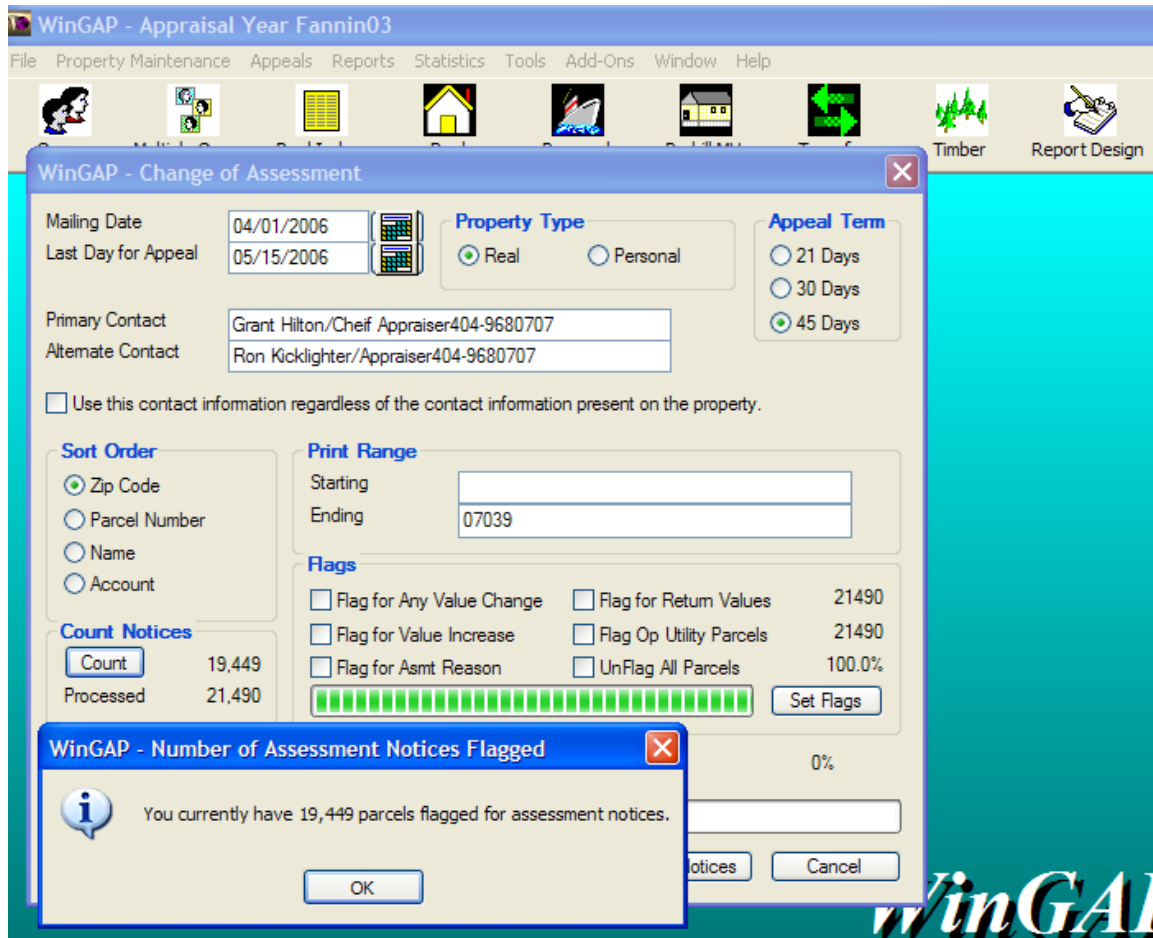 WinGAP - Appraisal Year Fannin03
File Property Maintenance Appeals Reports Statistics Tools Add-Ons Window Help
Timber Report Design
WinGAP - Change of Assessment
Mailing Date 04/01/2006
Last Day for Appeal 05/15/2006
Property Type
Real Personal
Appeal Term
21 Days
30 Days
45 Days
Primary Contact Grant Hilton/Cheif Appraiser404-9680707
Alternate Contact Ron Kicklighter/Appraiser404-9680707
Use this contact information regardless of the contact information present on the property.
Sort Order
Zip Code
Parcel Number
Name
Account
Print Range
Starting
Ending 07039
Flags
Flag for Any Value Change Flag for Return Values 21490
Flag for Value Increase Flag Op Utility Parcels 21490
Flag for Asmt Reason UnFlag All Parcels 100.0%
Set Flags
Count Notices
Count 19,449
Processed 21,490
WinGAP - Number of Assessment Notices Flagged
You currently have 19,449 parcels flagged for assessment notices.
OK
0%
Cancel